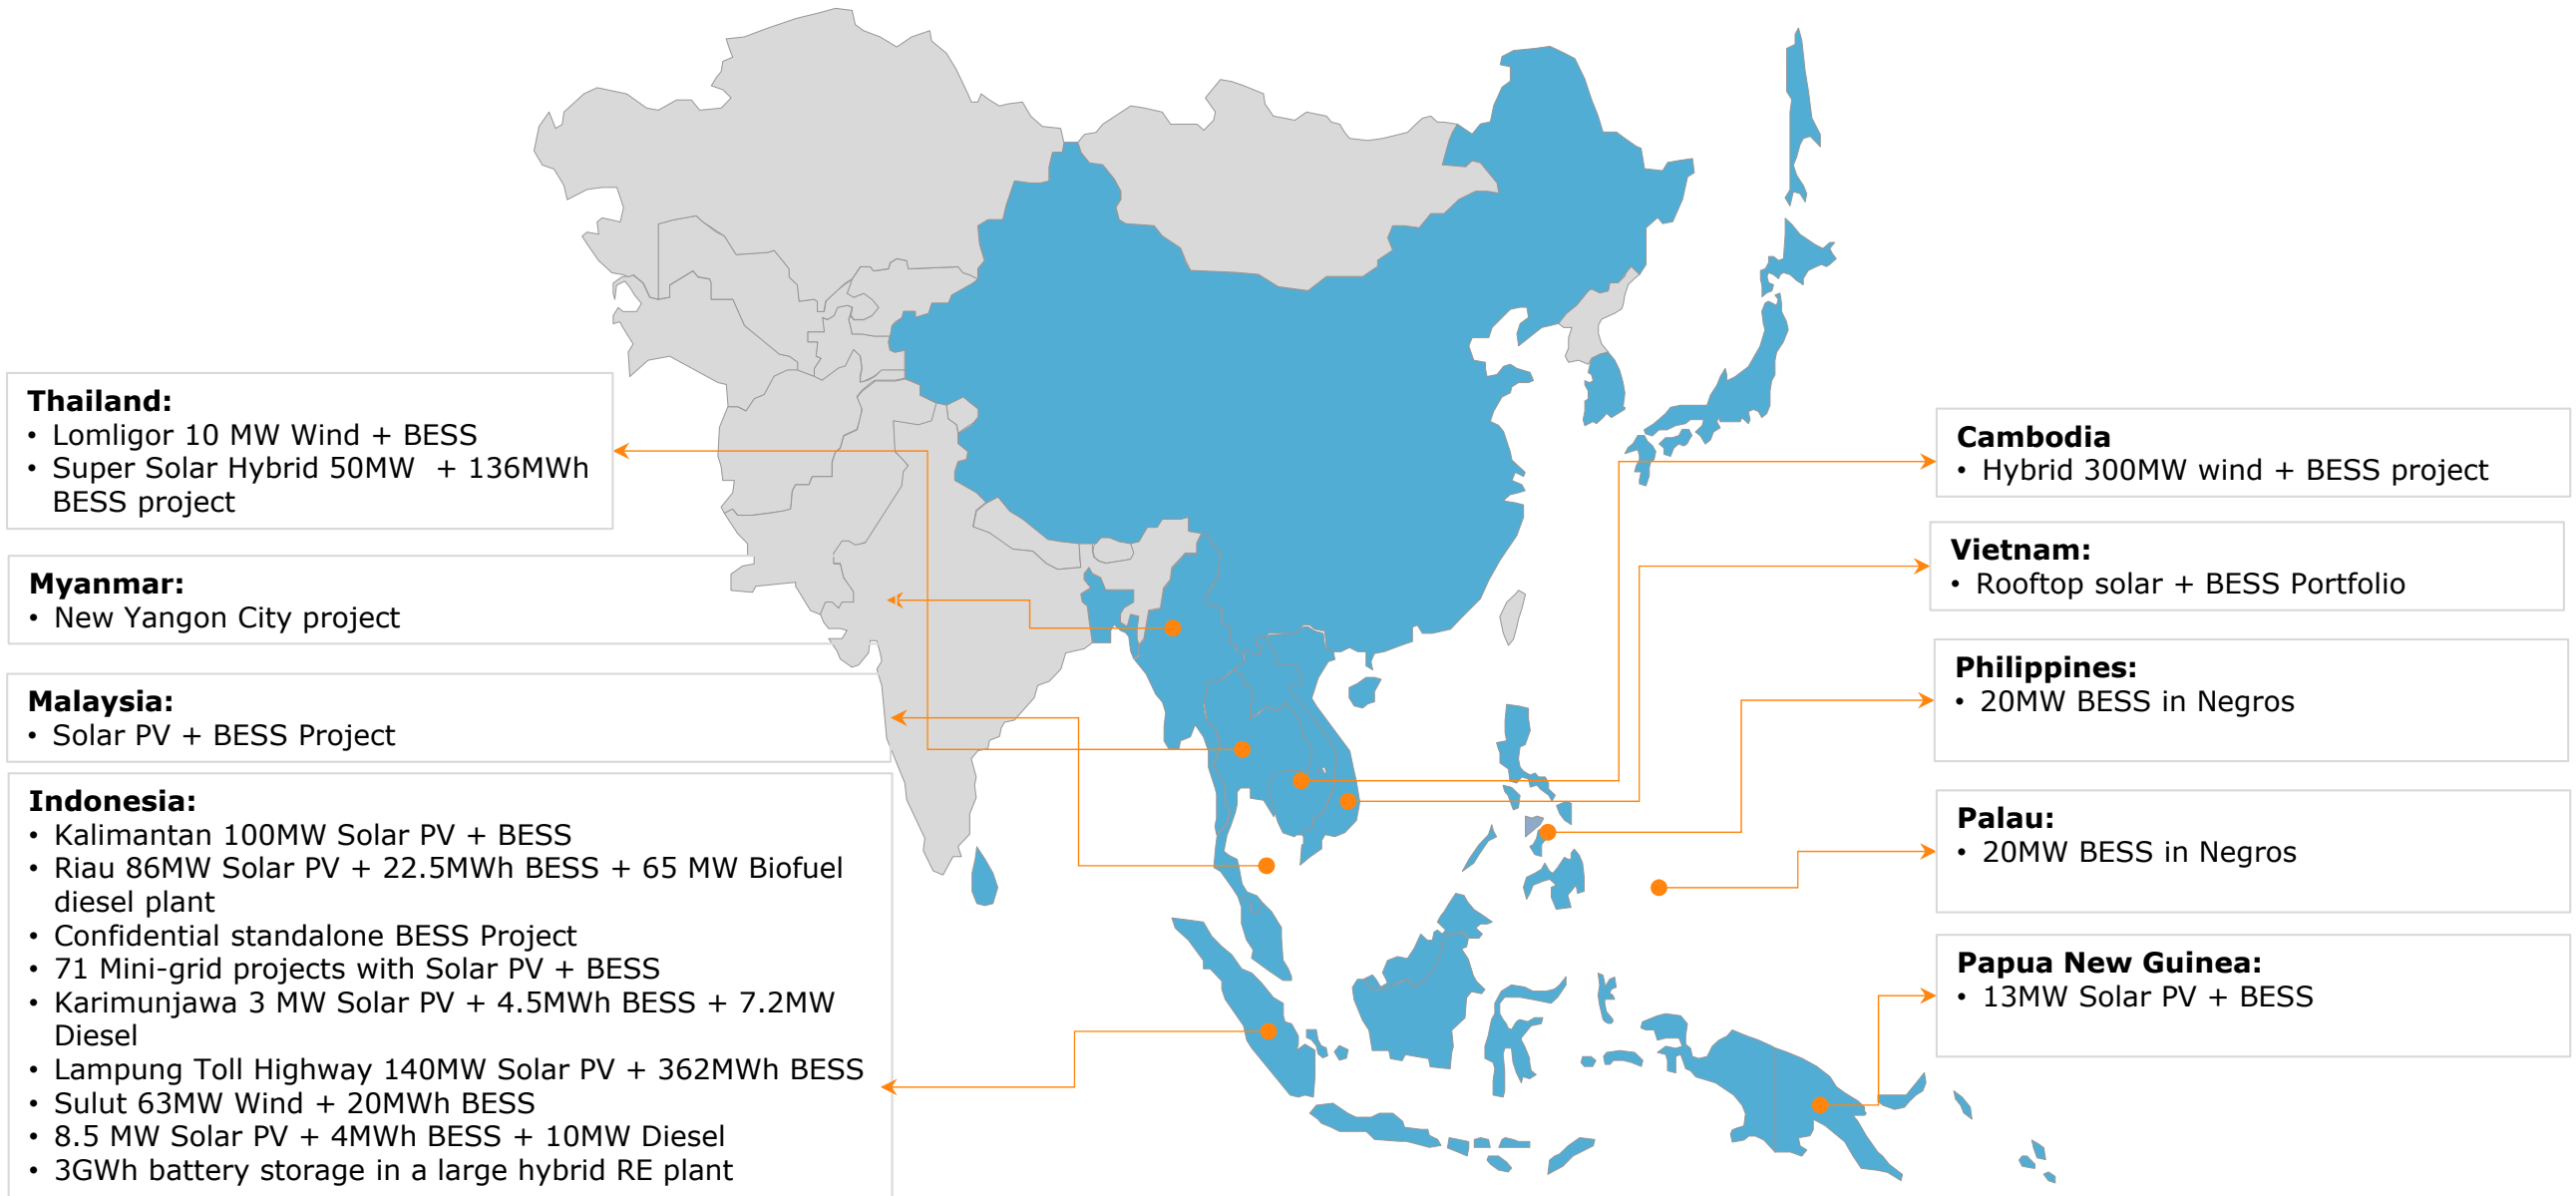 Thailand:
• Lomligor 10 MW Wind + BESS
• Super Solar Hybrid 50MW + 136MWh
BESS project
Myanmar:
• New Yangon City project
Malaysia:
• Solar PV + BESS Project
Indonesia:
• Kalimantan 100MW Solar PV + BESS
• Riau 86MW Solar PV + 22.5MWh BESS + 65 MW Biofuel
diesel plant
• Confidential standalone BESS Project
• 71 Mini-grid projects with Solar PV + BESS
• Karimunjawa 3 MW Solar PV + 4.5MWh BESS + 7.2MW
Diesel
• Lampung Toll Highway 140MW Solar PV + 362MWh BESS
• Sulut 63MW Wind + 20MWh BESS
• 8.5 MW Solar PV + 4MWh BESS + 10MW Diesel
• 3GWh battery storage in a large hybrid RE plant
Cambodia
• Hybrid 300MW wind + BESS project
Vietnam:
• Rooftop solar + BESS Portfolio
Philippines:
• 20MW BESS in Negros
Palau:
• 20MW BESS in Negros
Papua New Guinea:
• 13MW Solar PV + BESS